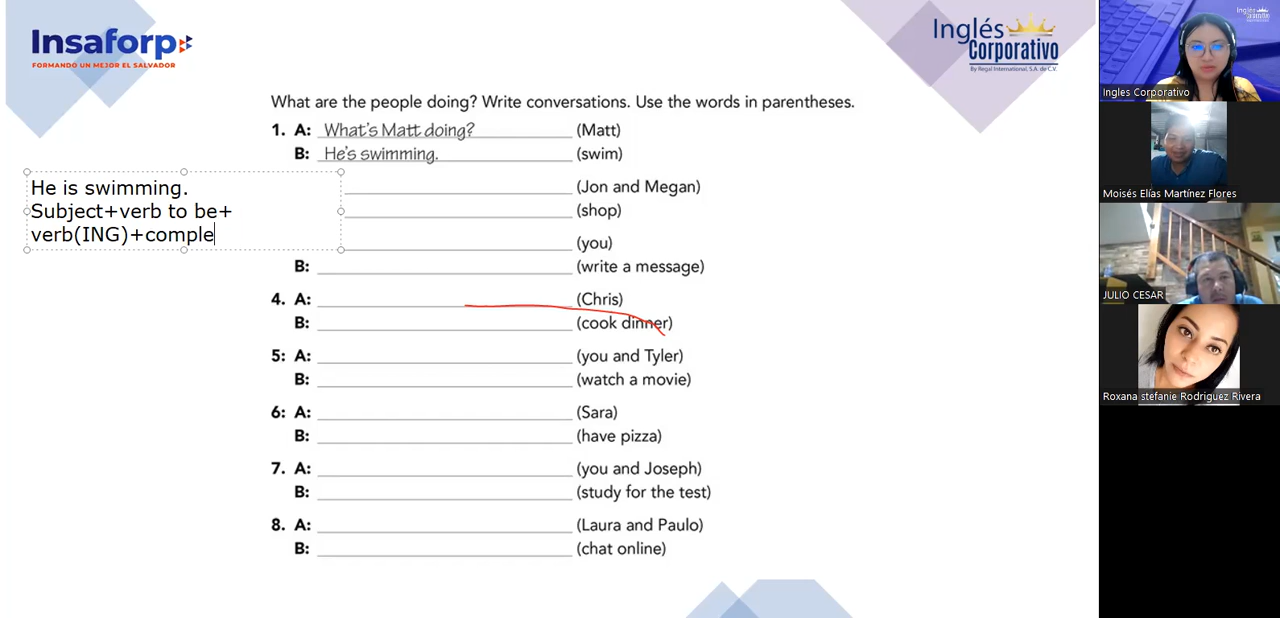 Insaforp
FORMANDO UN MEJOR EL SALVADOR
Inglés
Corporativo
By Regal International, S.A. de C.V.
What are the people doing? Write conversations. Use the words in parentheses.
1. A: What's Matt doing? (Matt)
B: He's swimming. (swim)
He is swimming.
Subject+verb to be+
verb(ING)+comple
(Jon and Megan)
(shop)
(you)
B: (write a message)
4. A: (Chris)
B: (cook dinner)
5: A: (you and Tyler)
B: (watch a movie)
6: A: (Sara)
B: (have pizza)
7. A: (you and Joseph)
B: (study for the test)
8. A: (Laura and Paulo)
B: (chat online)
Ingles Corporativo
Moisés Elías Martínez Flores
JULIO CESAR
Roxana stefanie Rodriguez Rivera